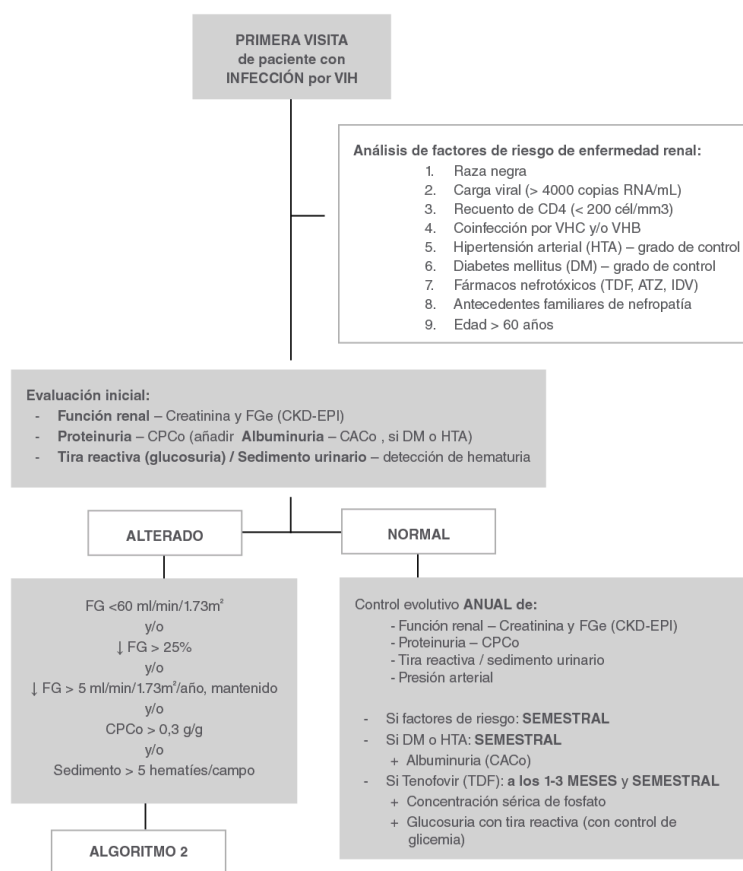 PRIMERA VISITA
de paciente con
INFECCIÓN por VIH
Análisis de factores de riesgo de enfermedad renal:
1. Raza negra
2. Carga viral (> 4000 copias RNA/mL)
3. Recuento de CD4 (< 200 cél/mm3)
4. Coinfección por VHC y/o VHB
5. Hipertensión arterial (HTA) – grado de control
6. Diabetes mellitus (DM) – grado de control
7. Fármacos nefrotóxicos (TDF, ATZ, IDV)
8. Antecedentes familiares de nefropatía
9. Edad > 60 años
Evaluación inicial:
- Función renal – Creatinina y FGe (CKD-EPI)
- Proteinuria – CPCo (añadir Albuminuria – CACo , si DM o HTA)
- Tira reactiva (glucosuria) / Sedimento urinario – detección de hematuria
ALTERADO
FG <60 ml/min/1.73m²
y/o
↓ FG > 25%
y/o
↓ FG > 5 ml/min/1.73m²/año, mantenido
y/o
CPCo > 0,3 g/g
y/o
Sedimento > 5 hematíes/campo
ALGORITMO 2
NORMAL
Control evolutivo ANUAL de:
- Función renal – Creatinina y FGe (CKD-EPI)
- Proteinuria – CPCo
- Tira reactiva / sedimento urinario
- Presión arterial
- Si factores de riesgo: SEMESTRAL
- Si DM o HTA: SEMESTRAL
+ Albuminuria (CACo)
- Si Tenofovir (TDF): a los 1-3 MESES y SEMESTRAL
+ Concentración sérica de fosfato
+ Glucosuria con tira reactiva (con control de
glicemia)